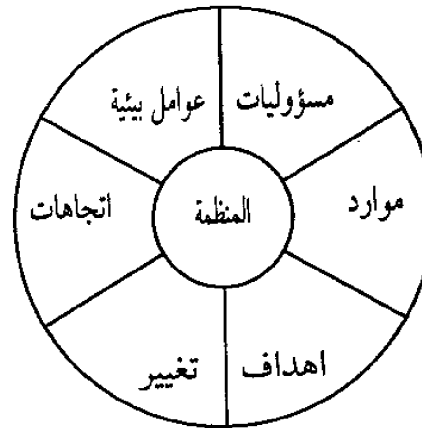 مسؤوليات
عوامل بيئية
موارد
المنظمة
اتجاهات
اهداف
تغيير